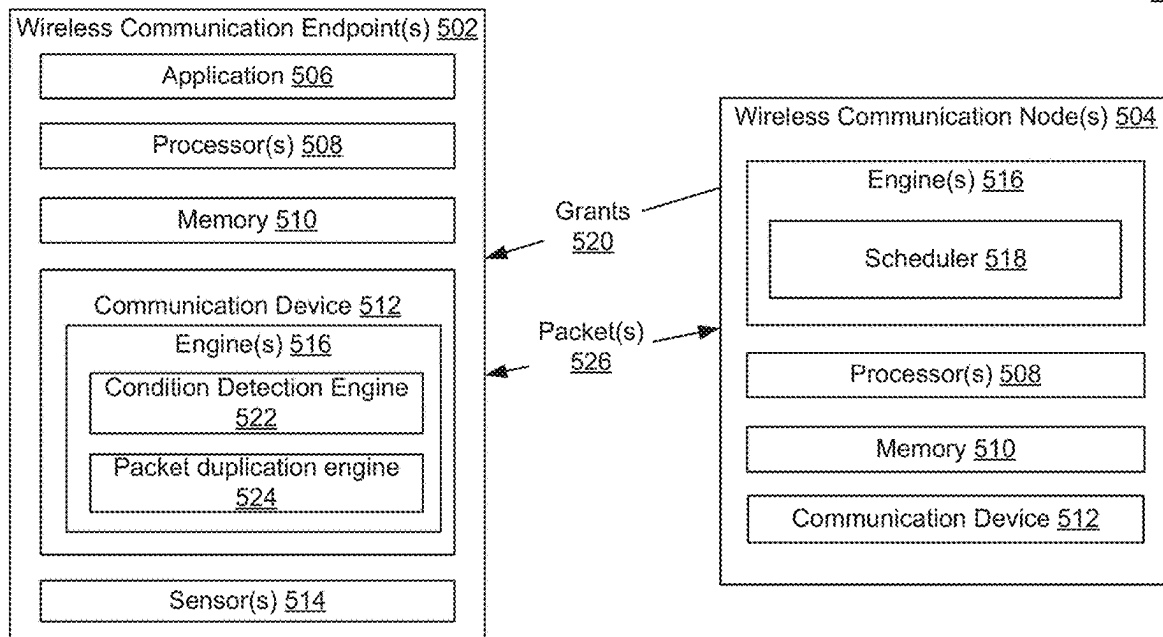 Wireless Communication Endpoint(s) 502
Application 506
Processor(s) 508
Memory 510
Communication Device 512
Engine(s) 516
Condition Detection Engine
522
Packet duplication engine
524
Sensor(s) 514
Grants
520
Packet(s)
526
Wireless Communication Node(s) 504
Engine(s) 516
Scheduler 518
Processor(s) 508
Memory 510
Communication Device 512